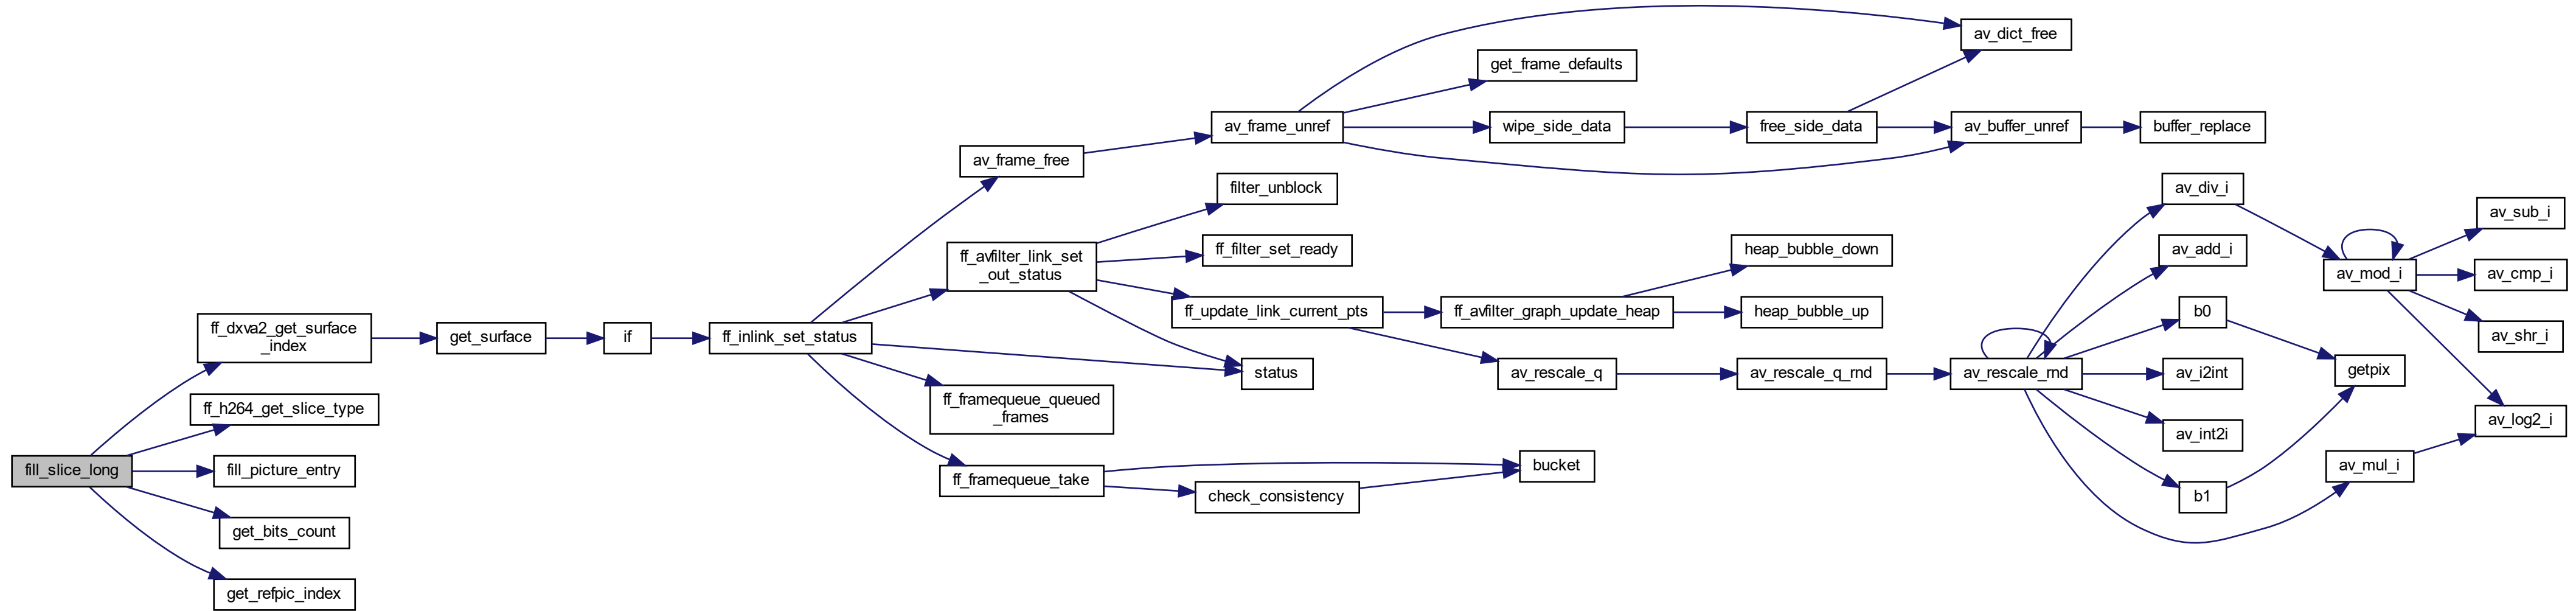 fill_slice_long
ff_dxva2_get_surface
_index
get_surface
if
ff_inlink_set_status
av_frame_free
av_frame_unref
av_dict_free
get_frame_defaults
wipe_side_data
free_side_data
av_buffer_unref
buffer_replace
ff_avfilter_link_set
_out_status
filter_unblock
ff_filter_set_ready
ff_update_link_current_pts
ff_avfilter_graph_update_heap
heap_bubble_down
heap_bubble_up
av_rescale_q
av_rescale_q_rnd
av_rescale_rnd
av_div_i
av_mod_i
av_sub_i
av_cmp_i
av_shr_i
av_log2_i
av_add_i
b0
getpix
av_i2int
av_int2i
b1
av_mul_i
status
ff_framequeue_queued
_frames
ff_framequeue_take
bucket
check_consistency
ff_h264_get_slice_type
fill_picture_entry
get_bits_count
get_refpic_index